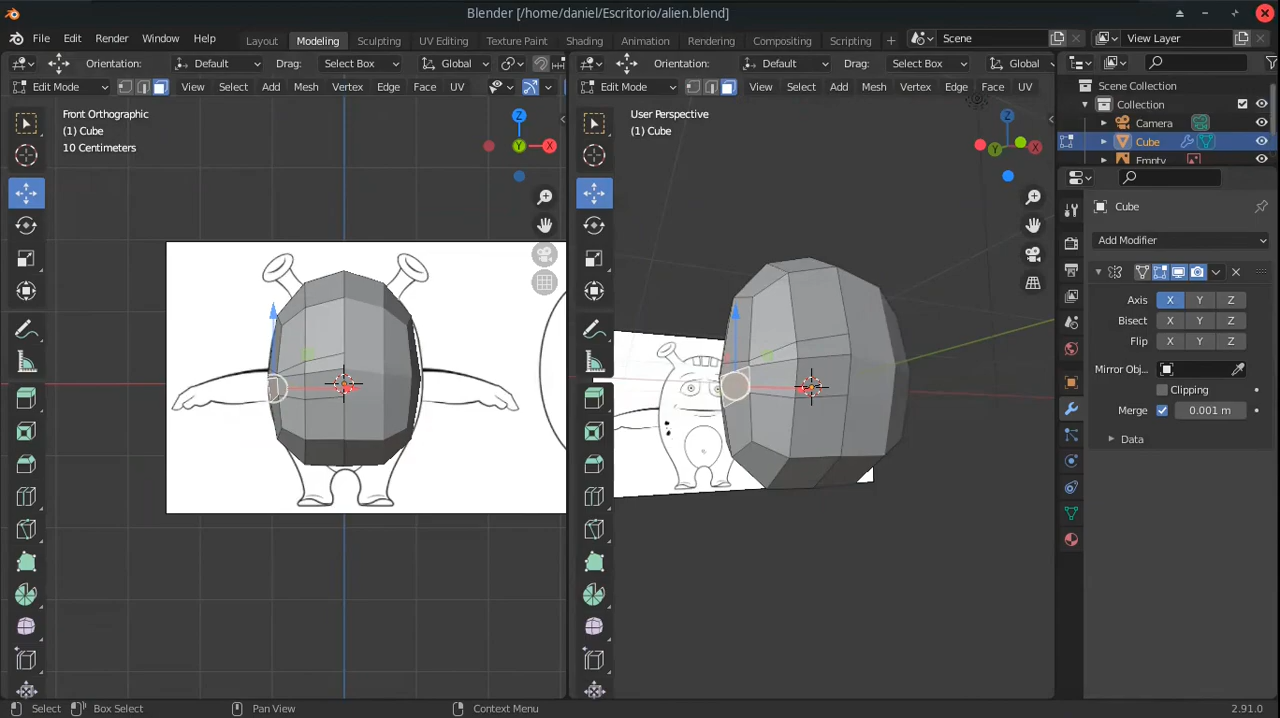 Blender [/home/daniel/Escritorio/alien.blend]
File Edit Render Window Help
Layout Modeling Sculpting UV Editing Texture Paint Shading Animation Rendering Compositing Scripting +
Scene
View Layer
Orientation: Default Drag: Select Box Global
Orientation: Default Drag: Select Box Global
Edit Mode View Select Add Mesh Vertex Edge Face UV
Edit Mode View Select Add Mesh Vertex Edge Face UV
Front Orthographic
(1) Cube
10 Centimeters
Z
Y
X
User Perspective
(1) Cube
Z
Y
X
Scene Collection
Collection
Camera
Cube
Empty
Cube
Add Modifier
Axis X Y Z
Bisect X Y Z
Flip X Y Z
Mirror Obj...
Clipping
Merge 0.001 m
Data
Select Box Select Pan View Context Menu 2.91.0